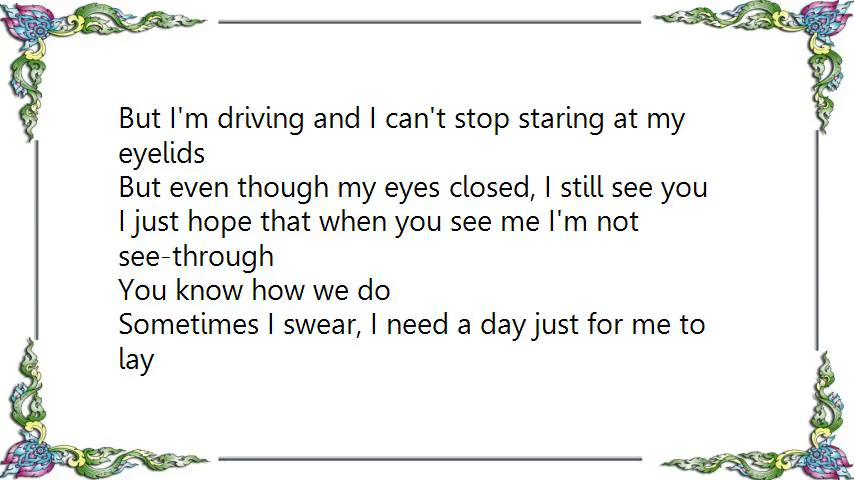 But I'm driving and I can't stop staring at my
eyelids
But even though my eyes closed, I still see you
I just hope that when you see me I'm not
see-through
You know how we do
Sometimes I swear, I need a day just for me to
lay